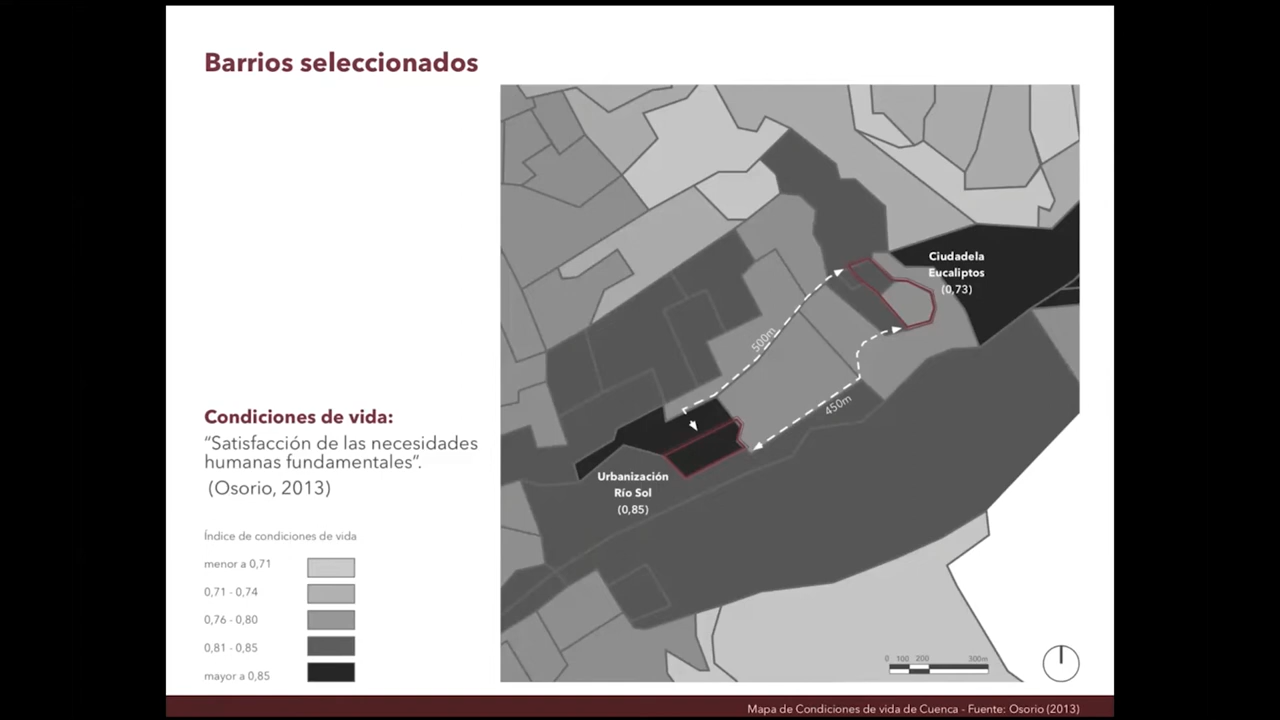 Barrios seleccionados
Ciudadela
Eucaliptos
(0,73)
500m
450m
Condiciones de vida:
“Satisfacción de las necesidades
humanas fundamentales”.
(Osorio, 2013)
Urbanización
Río Sol
(0,85)
Índice de condiciones de vida
menor a 0,71
0,71 - 0,74
0,76 - 0,80
0,81 - 0,85
mayor a 0,85
0 100 200 300m
Mapa de Condiciones de vida de Cuenca - Fuente: Osorio (2013)